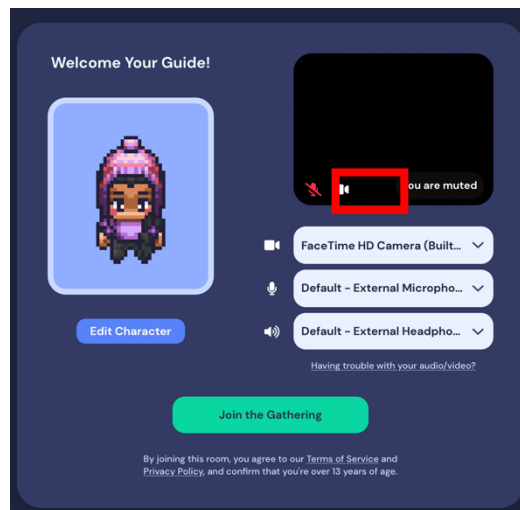 Welcome Your Guide!
ou are muted
FaceTime HD Camera (Built...
Default - External Micropho...
Default - External Headpho...
Edit Character
Having trouble with your audio/video?
Join the Gathering
By joining this room, you agree to our Terms of Service and
Privacy Policy, and confirm that you're over 13 years of age.